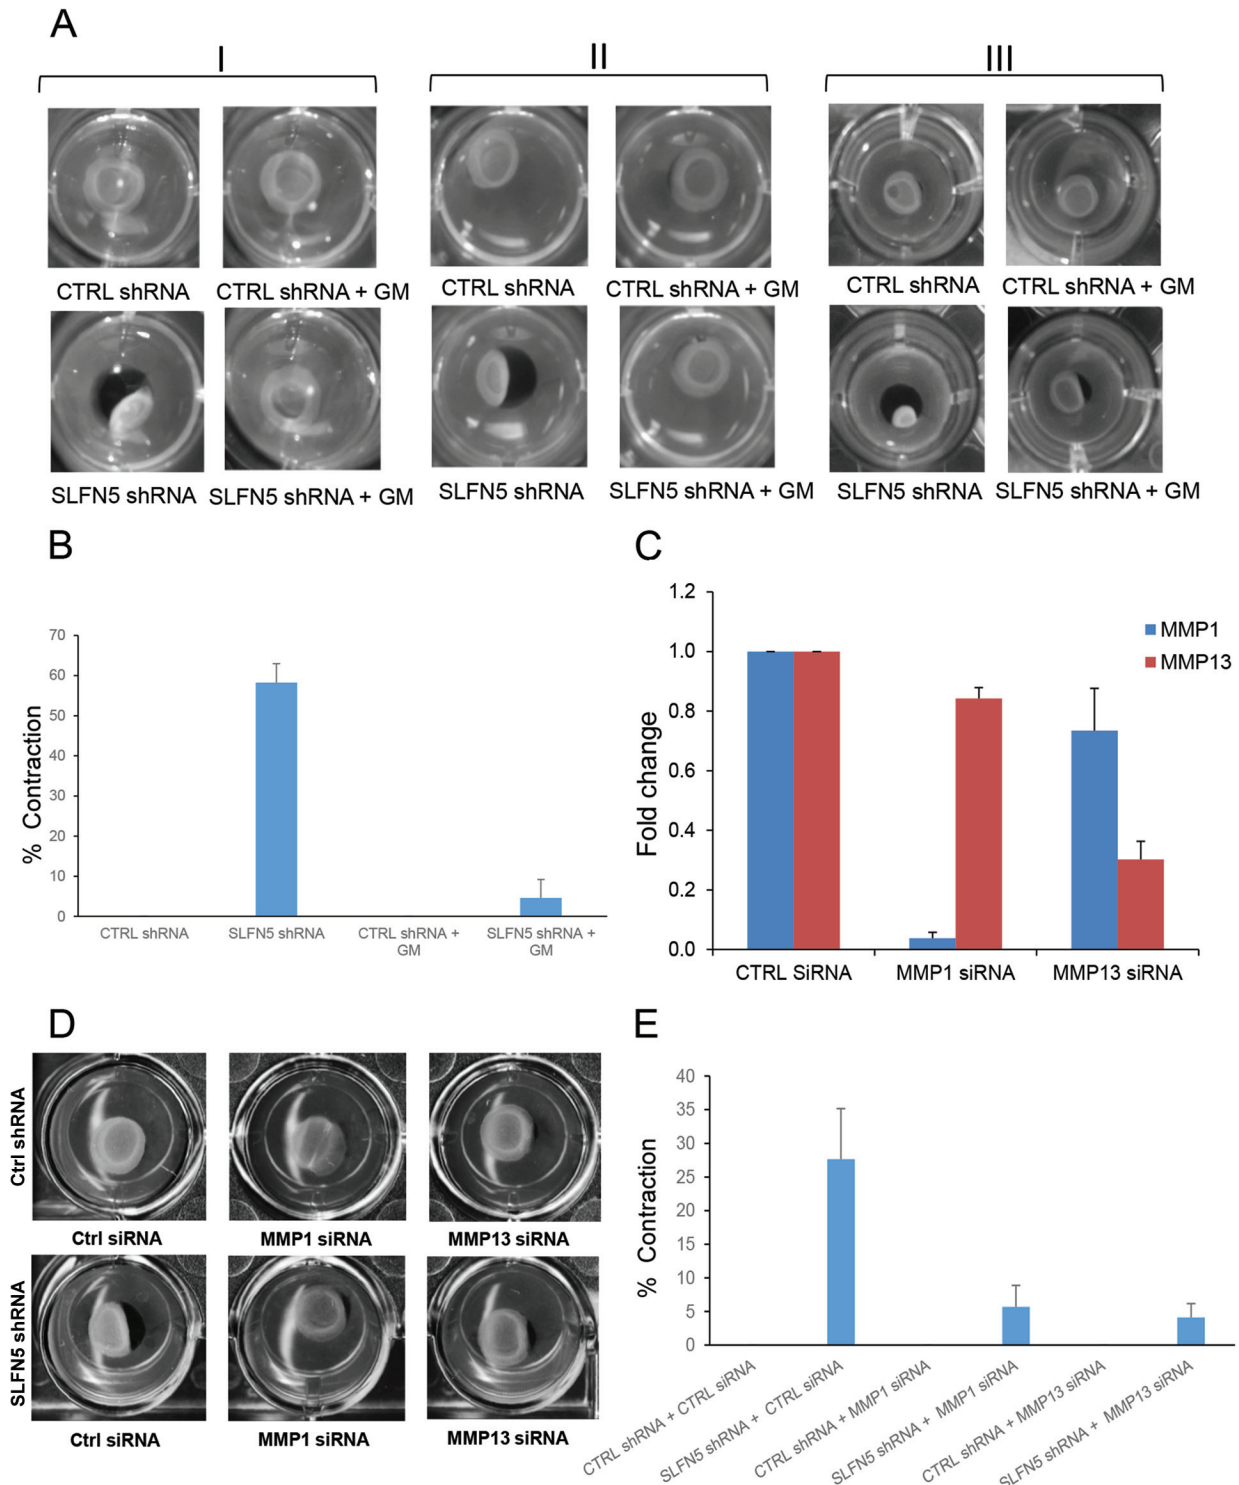 A
I II III
CTRL shRNA CTRL shRNA + GM CTRL shRNA CTRL shRNA + GM CTRL shRNA CTRL shRNA + GM
SLFN5 shRNA SLFN5 shRNA + GM SLFN5 shRNA SLFN5 shRNA + GM SLFN5 shRNA SLFN5 shRNA + GM
B
% Contraction
70
60
50
40
30
20
10
0
CTRL shRNA SLFN5 shRNA CTRL shRNA + SLFN5 shRNA +
GM GM
C
Fold change
1.2
1.0
0.8
0.6
0.4
0.2
0.0
MMP1
MMP13
CTRL SiRNA MMP1 siRNA MMP13 siRNA
D
Ctrl shRNA
Ctrl siRNA MMP1 siRNA MMP13 siRNA
SLFN5 shRNA
Ctrl siRNA MMP1 siRNA MMP13 siRNA
E
% Contraction
40
35
30
25
20
15
10
5
0
CTRL shRNA + CTRL siRNA
SLFN5 shRNA + CTRL siRNA
CTRL shRNA + MMP1 siRNA
SLFN5 shRNA + MMP1 siRNA
CTRL shRNA + MMP13 siRNA
SLFN5 shRNA + MMP13 siRNA